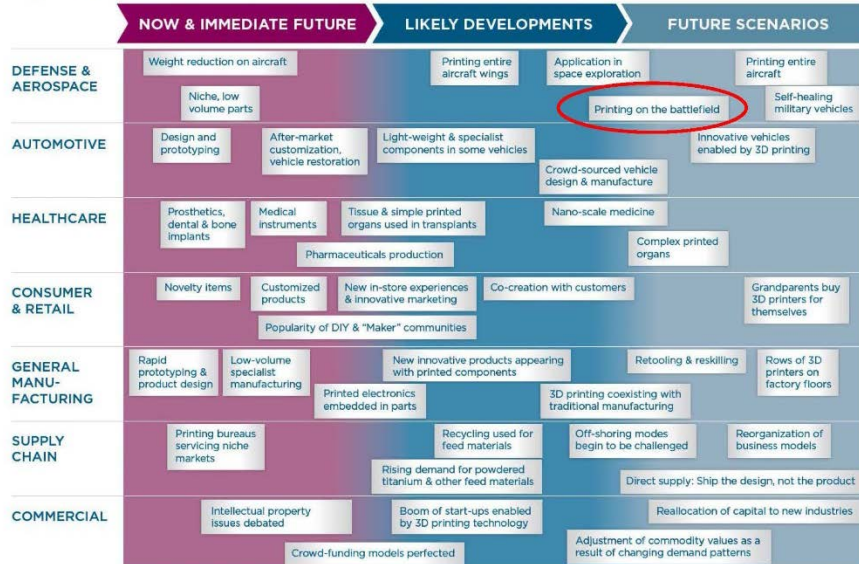 NOW & IMMEDIATE FUTURE
LIKELY DEVELOPMENTS
FUTURE SCENARIOS
DEFENSE &
AEROSPACE
Weight reduction on aircraft
Niche, low
volume parts
Printing entire
aircraft wings
Application in
space exploration
Printing on the battlefield
Printing entire
aircraft
Self-healing
military vehicles
AUTOMOTIVE
Design and
prototyping
After-market
customization,
vehicle restoration
Light-weight & specialist
components in some vehicles
Crowd-sourced vehicle
design & manufacture
Innovative vehicles
enabled by 3D printing
HEALTHCARE
Prosthetics,
dental & bone
implants
Medical
instruments
Pharmaceuticals production
Tissue & simple printed
organs used in transplants
Nano-scale medicine
Complex printed
organs
CONSUMER
& RETAIL
Novelty items
Customized
products
Popularity of DIY & "Maker" communities
New in-store experiences
& innovative marketing
Co-creation with customers
Grandparents buy
3D printers for
themselves
GENERAL
MANU-
FACTURING
Rapid
prototyping &
product design
Low-volume
specialist
manufacturing
Printed electronics
embedded in parts
New innovative products appearing
with printed components
3D printing coexisting with
traditional manufacturing
Retooling & reskilling
Rows of 3D
printers on
factory floors
SUPPLY
CHAIN
Printing bureaus
servicing niche
markets
Rising demand for powdered
titanium & other feed materials
Recycling used for
feed materials
Off-shoring modes
begin to be challenged
Reorganization of
business models
Direct supply: Ship the design, not the product
COMMERCIAL
Intellectual property
issues debated
Crowd-funding models perfected
Boom of start-ups enabled
by 3D printing technology
Adjustment of commodity values as a
result of changing demand patterns
Reallocation of capital to new industries